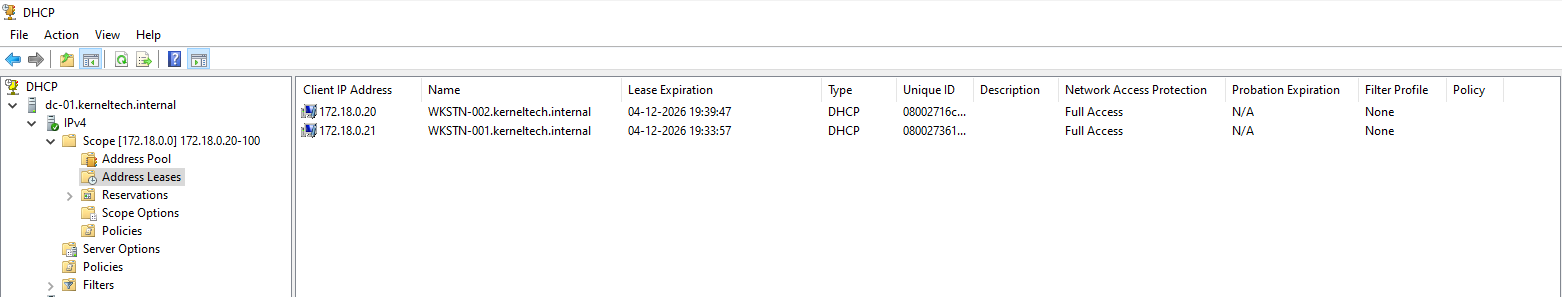 DHCP
File Action View Help
DHCP
dc-01.kerneltech.internal
IPv4
Scope [172.18.0.0] 172.18.0.20-100
Address Pool
Address Leases
Reservations
Scope Options
Policies
Server Options
Policies
Filters
Client IP Address Name Lease Expiration Type Unique ID Description Network Access Protection Probation Expiration Filter Profile Policy
172.18.0.20 WKSTN-002.kerneltech.internal 04-12-2026 19:39:47 DHCP 08002716c... Full Access N/A None
172.18.0.21 WKSTN-001.kerneltech.internal 04-12-2026 19:33:57 DHCP 080027361... Full Access N/A None